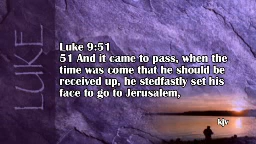 LUKE
Luke 9:51
51 And it came to pass, when the
time was come that he should be
received up, he stedfastly set his
face to go to Jerusalem,
kjv